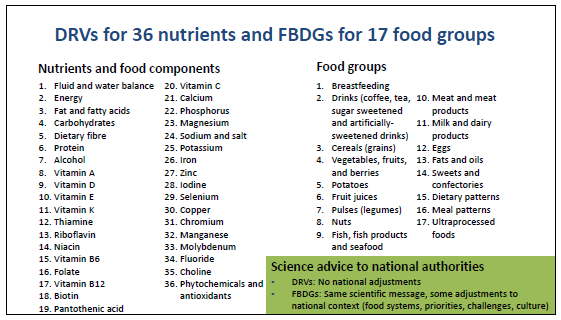 DRVs for 36 nutrients and FBDGs for 17 food groups
Nutrients and food components
1. Fluid and water balance
2. Energy
3. Fat and fatty acids
4. Carbohydrates
5. Dietary fibre
6. Protein
7. Alcohol
8. Vitamin A
9. Vitamin D
10. Vitamin E
11. Vitamin K
12. Thiamine
13. Riboflavin
14. Niacin
15. Vitamin B6
16. Folate
17. Vitamin B12
18. Biotin
19. Pantothenic acid
20. Vitamin C
21. Calcium
22. Phosphorus
23. Magnesium
24. Sodium and salt
25. Potassium
26. Iron
27. Zinc
28. Iodine
29. Selenium
30. Copper
31. Chromium
32. Manganese
33. Molybdenum
34. Fluoride
35. Choline
36. Phytochemicals and
antioxidants
Food groups
1. Breastfeeding
2. Drinks (coffee, tea,
sugar sweetened
and artificially-
sweetened drinks)
3. Cereals (grains)
4. Vegetables, fruits,
and berries
5. Potatoes
6. Fruit juices
7. Pulses (legumes)
8. Nuts
9. Fish, fish products
and seafood
10. Meat and meat
products
11. Milk and dairy
products
12. Eggs
13. Fats and oils
14. Sweets and
confectories
15. Dietary patterns
16. Meal patterns
17. Ultraprocessed
foods
Science advice to national authorities
• DRVs: No national adjustments
• FBDGs: Same scientific message, some adjustments to
national context (food systems, priorities, challenges, culture)